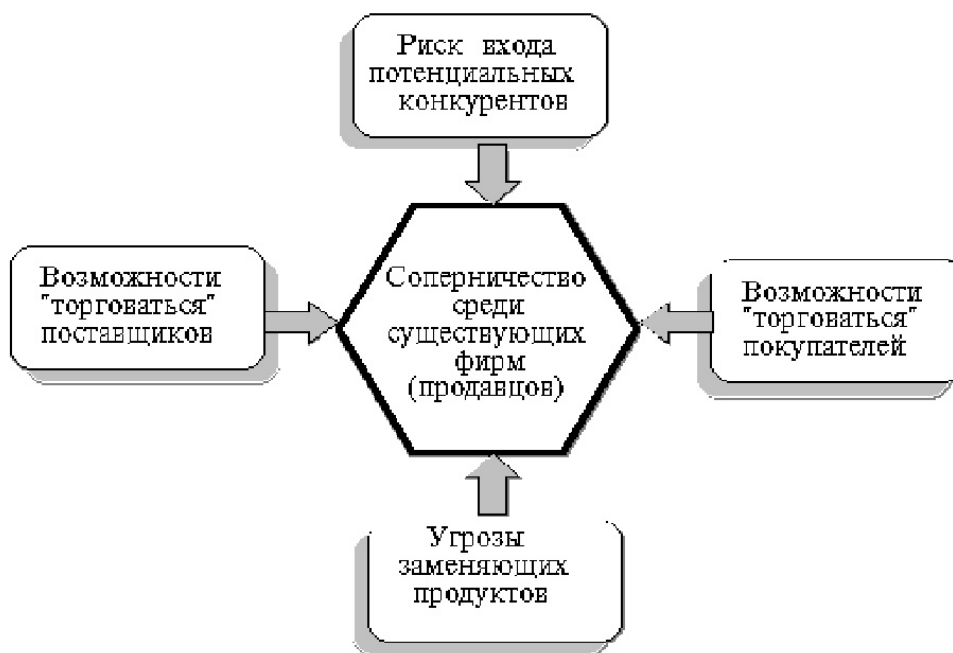 Риск входа
потенциальных
конкурентов
Возможности
"торговаться"
поставщиков
Соперничество
среди
существующих
фирм
(продавцов)
Возможности
"торговаться"
покупателей
Угрозы
заменяющих
продуктов